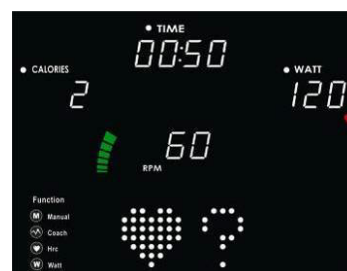 TIME
00:50
CALORIES
2
WATT
120
60
RPM
Function
M Manual
Coach
Hrc
W Watt
?